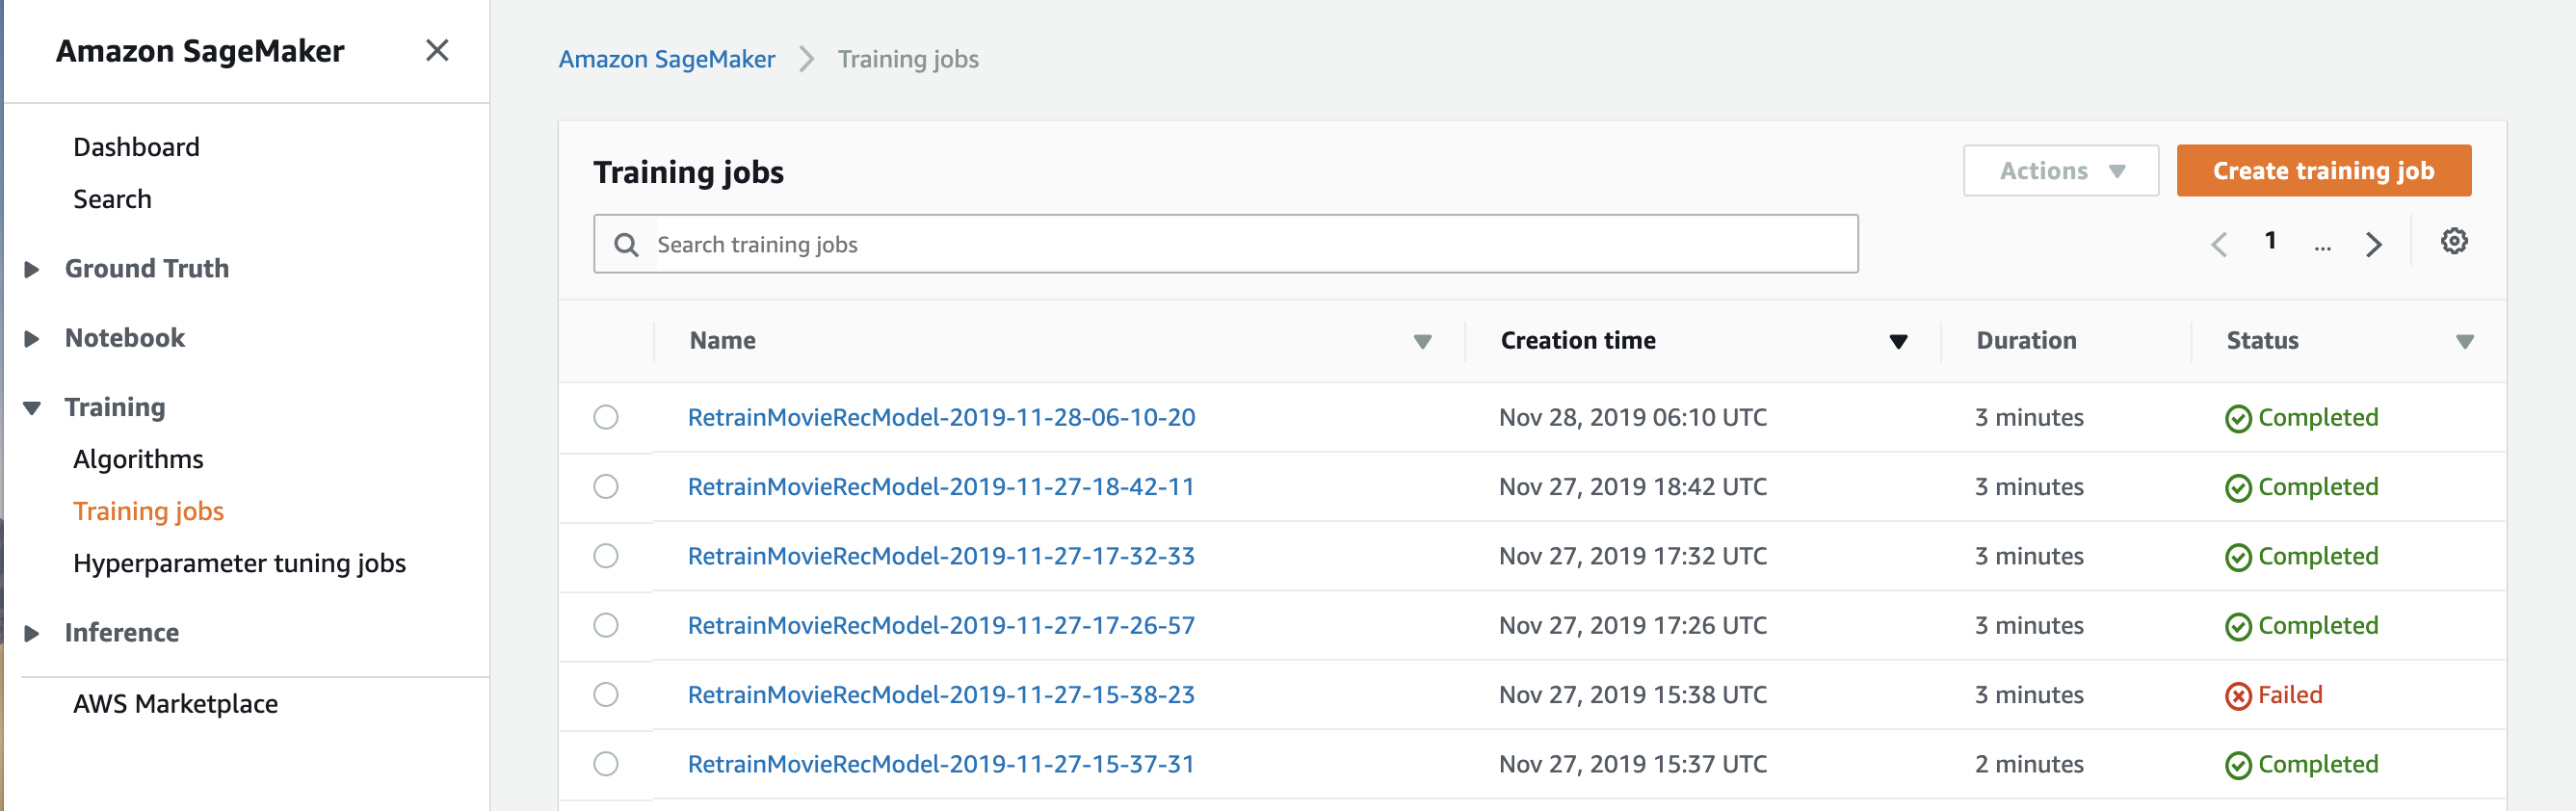 Amazon SageMaker
Dashboard
Search
Ground Truth
Notebook
Training
Algorithms
Training jobs
Hyperparameter tuning jobs
Inference
AWS Marketplace
Amazon SageMaker Training jobs
Training jobs
Actions Create training job
Search training jobs
1 ...
Name Creation time Duration Status
RetrainMovieRecModel-2019-11-28-06-10-20 Nov 28, 2019 06:10 UTC 3 minutes Completed
RetrainMovieRecModel-2019-11-27-18-42-11 Nov 27, 2019 18:42 UTC 3 minutes Completed
RetrainMovieRecModel-2019-11-27-17-32-33 Nov 27, 2019 17:32 UTC 3 minutes Completed
RetrainMovieRecModel-2019-11-27-17-26-57 Nov 27, 2019 17:26 UTC 3 minutes Completed
RetrainMovieRecModel-2019-11-27-15-38-23 Nov 27, 2019 15:38 UTC 3 minutes Failed
RetrainMovieRecModel-2019-11-27-15-37-31 Nov 27, 2019 15:37 UTC 2 minutes Completed